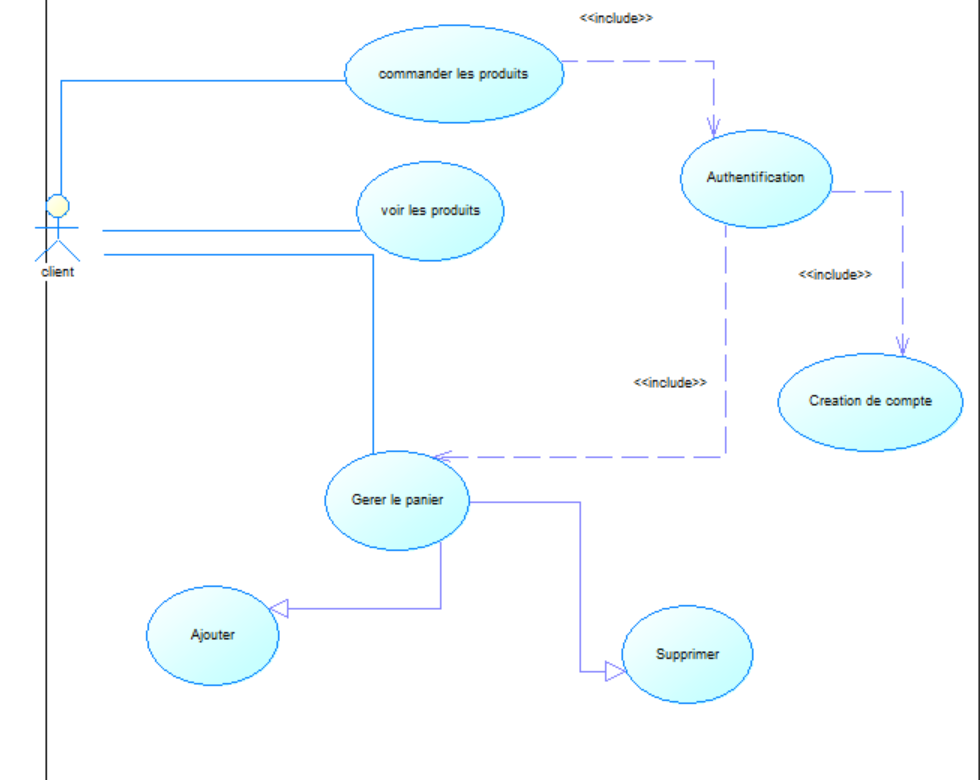 <<include>>
commander les produits
Authentification
voir les produits
client
<<include>>
<<include>>
Creation de compte
Gerer le panier
Ajouter
Supprimer